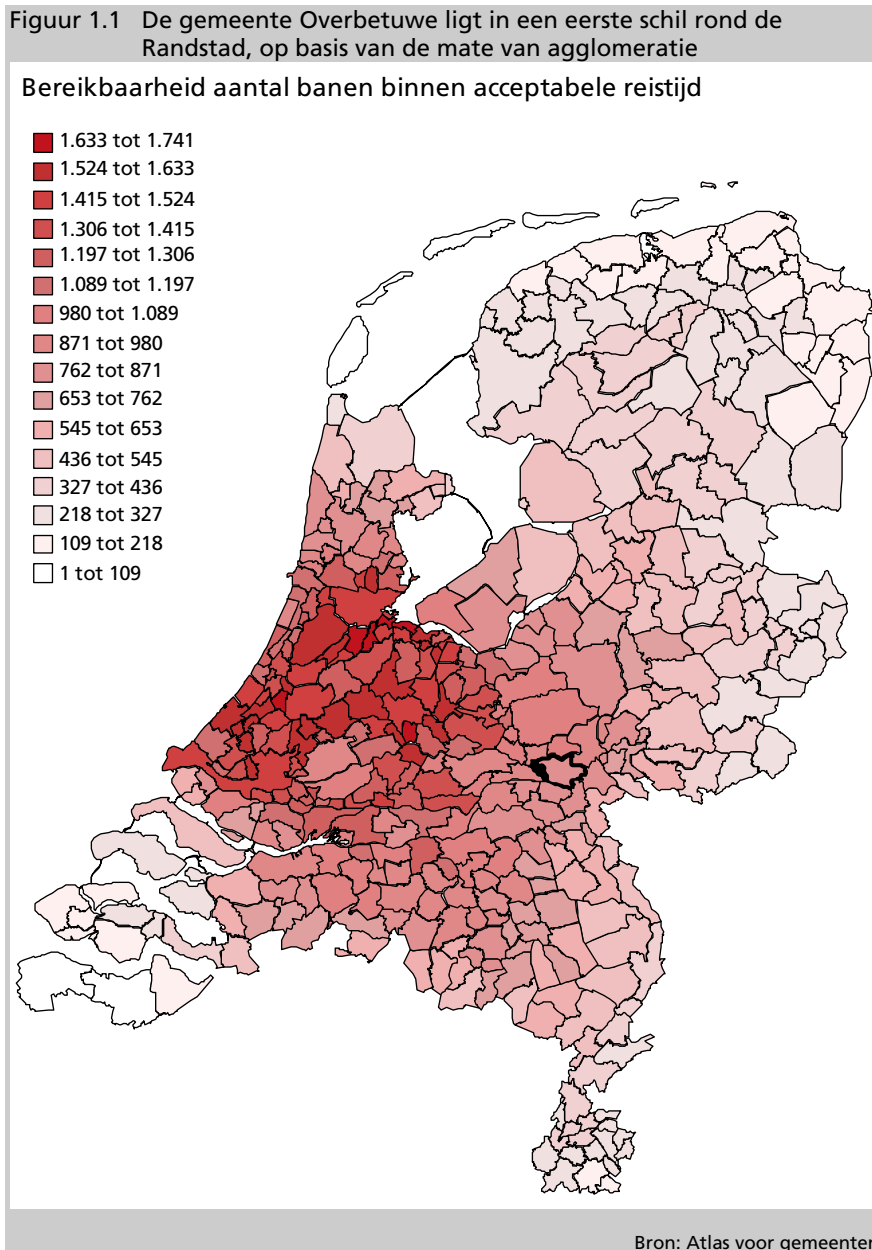 Figuur 1.1 De gemeente Overbetuwe ligt in een eerste schil rond de
Randstad, op basis van de mate van agglomeratie
Bereikbaarheid aantal banen binnen acceptabele reistijd
1.633 tot 1.741
1.524 tot 1.633
1.415 tot 1.524
1.306 tot 1.415
1.197 tot 1.306
1.089 tot 1.197
980 tot 1.089
871 tot 980
762 tot 871
653 tot 762
545 tot 653
436 tot 545
327 tot 436
218 tot 327
109 tot 218
1 tot 109
Bron: Atlas voor gemeenten